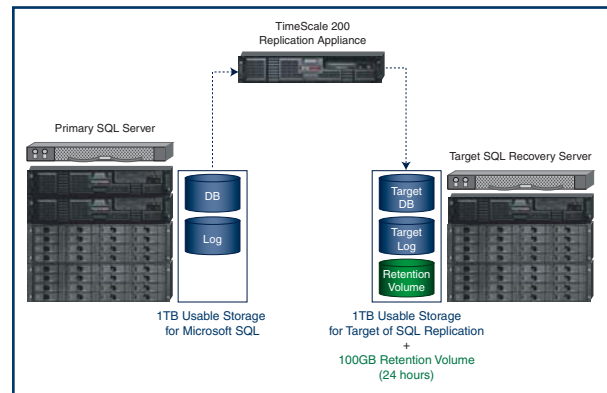 TimeScale 200
Replication Appliance
Primary SQL Server
Target SQL Recovery Server
DB
Log
Target
DB
Target
Log
Retention
Volume
1TB Usable Storage
for Microsoft SQL
1TB Usable Storage
for Target of SQL Replication
+
100GB Retention Volume
(24 hours)